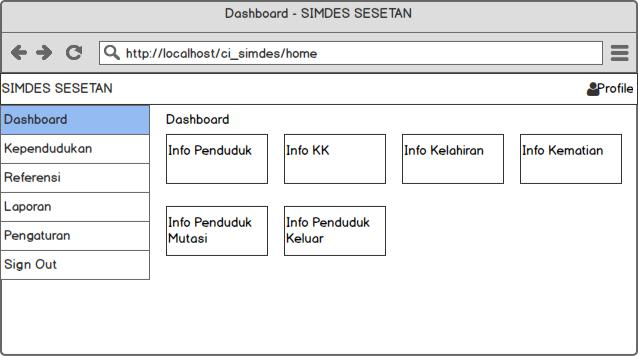 Dashboard - SIMDES SESETAN
http://localhost/ci_simdes/home
SIMDES SESETAN
Profile
Dashboard
Kependudukan
Referensi
Laporan
Pengaturan
Sign Out
Dashboard
Info Penduduk
Info KK
Info Kelahiran
Info Kematian
Info Penduduk
Mutasi
Info Penduduk
Keluar